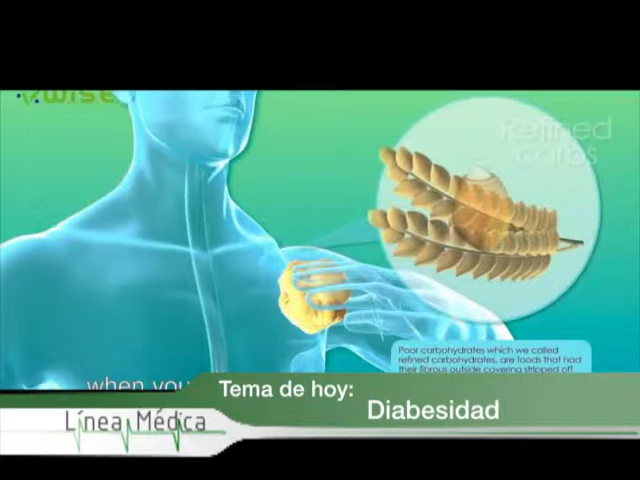 W.I.S.E
Refined
carbs
Poor carbohydrates which we called
refined carbohydrates, are foods that had
their fibrous outside covering stripped off
when you
Tema de hoy:
Diabesidad
Línea Médica